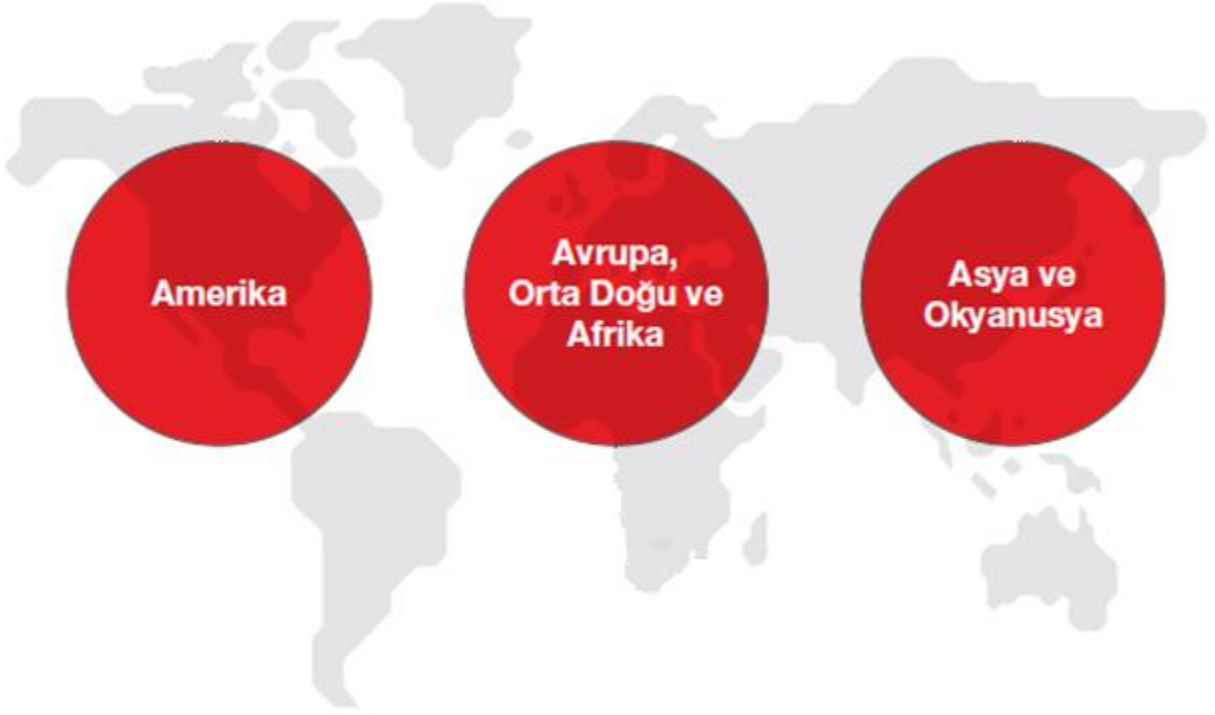 Amerika
Avrupa,
Orta Doğu ve
Afrika
Asya ve
Okyanusya